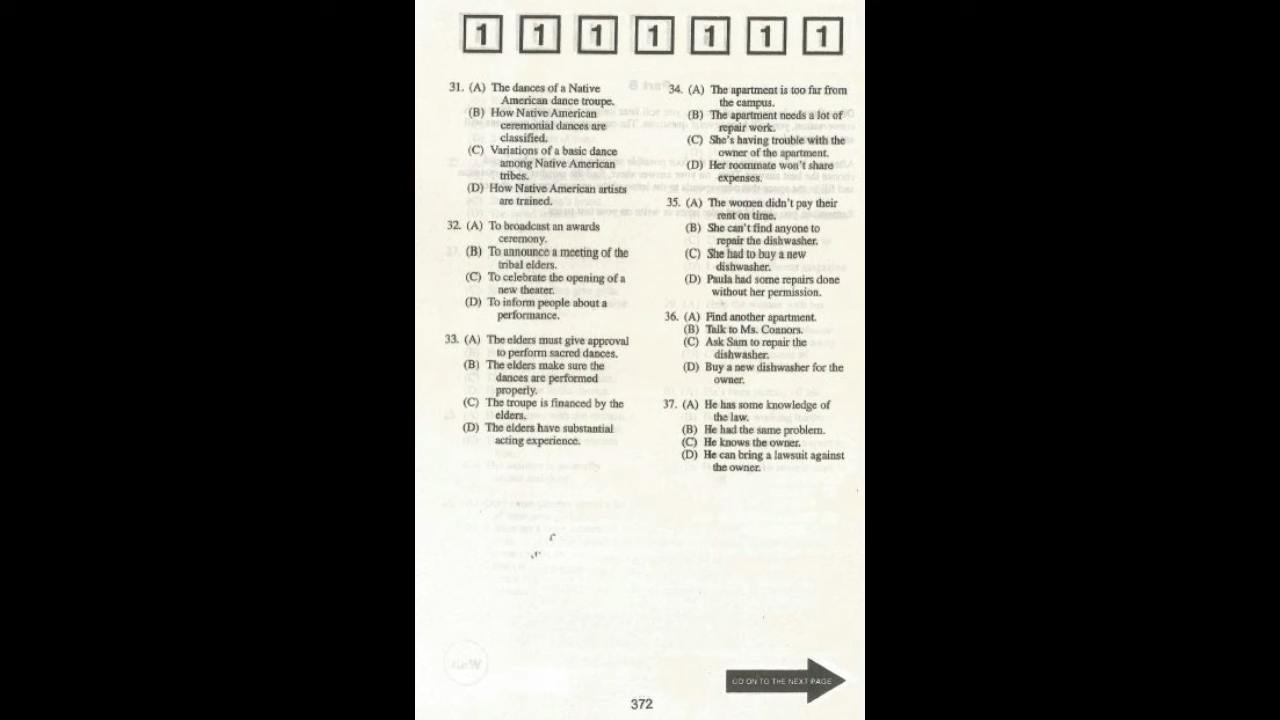 1 1 1 1 1 1 1
31. (A) The dances of a Native
American dance troupe.
(B) How Native American
ceremonial dances are
classified.
(C) Variations of a basic dance
among Native American
tribes.
(D) How Native American artists
are trained.
32. (A) To broadcast an awards
ceremony.
(B) To announce a meeting of the
tribal elders.
(C) To celebrate the opening of a
new theater.
(D) To inform people about a
performance.
33. (A) The elders must give approval
to perform sacred dances.
(B) The elders make sure the
dances are performed
properly.
(C) The troupe is financed by the
elders.
(D) The elders have substantial
acting experience.
34. (A) The apartment is too far from
the campus.
(B) The apartment needs a lot of
repair work.
(C) She's having trouble with the
owner of the apartment.
(D) Her roommate won't share
expenses.
35. (A) The women didn't pay their
rent on time.
(B) She can't find anyone to
repair the dishwasher.
(C) She had to buy a new
dishwasher.
(D) Paula had some repairs done
without her permission.
36. (A) Find another apartment.
(B) Talk to Ms. Connors.
(C) Ask Sam to repair the
dishwasher.
(D) Buy a new dishwasher for the
owner.
37. (A) He has some knowledge of
the law.
(B) He had the same problem.
(C) He knows the owner.
(D) He can bring a lawsuit against
the owner.
GO ON TO THE NEXT PAGE
372